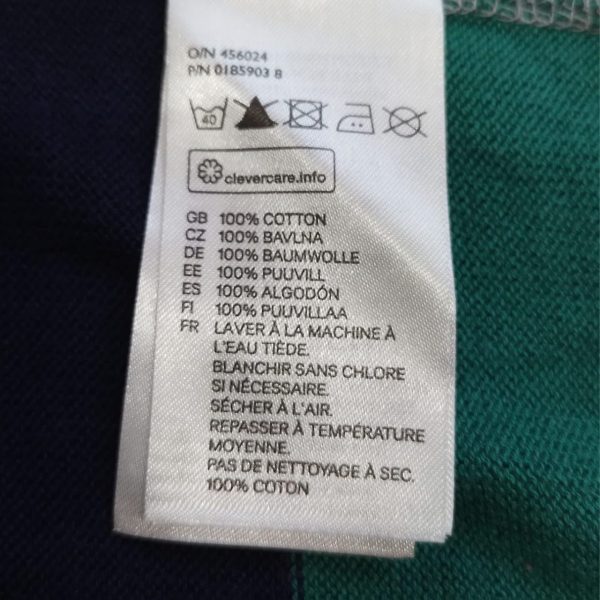 O/N 456024
P/N 0185903 8
40
clevercare.info
GB 100% COTTON
CZ 100% BAVLNA
DE 100% BAUMWOLLE
EE 100% PUUVILL
ES 100% ALGODÓN
FI 100% PUUVILLAA
FR LAVER À LA MACHINE À
L'EAU TIÈDE.
BLANCHIR SANS CHLORE
SI NÉCESSAIRE.
SÉCHER À L'AIR.
REPASSER À TEMPÉRATURE
MOYENNE.
PAS DE NETTOYAGE À SEC.
100% COTON